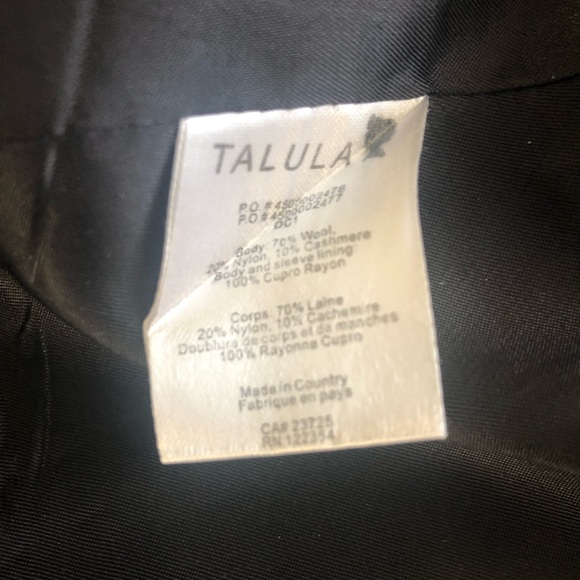 TALULA
P.O.#4500002476
P.O.#4500002477
DC1
Body: 70% Wool,
20% Nylon, 10% Cashmere
Body and sleeve lining:
100% Cupro Rayon
Corps: 70% Laine
20% Nylon, 10% Cachemire
Doublure de corps et de manches
100% Rayonne Cupro
Made in Country
Fabrique en pays
CA# 23725
RN 122354